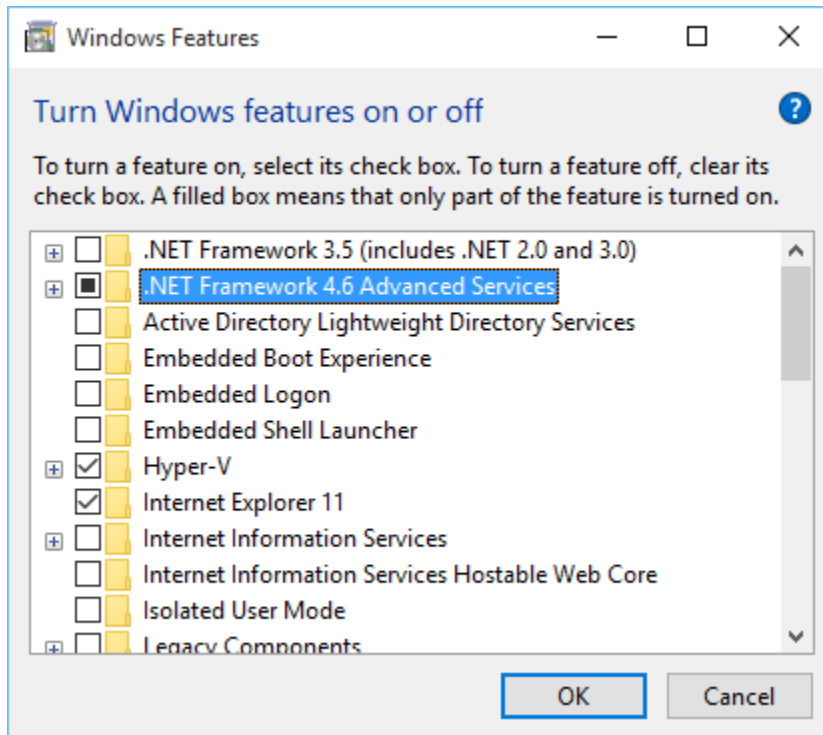 Windows Features
Turn Windows features on or off
?
To turn a feature on, select its check box. To turn a feature off, clear its
check box. A filled box means that only part of the feature is turned on.
.NET Framework 3.5 (includes .NET 2.0 and 3.0)
.NET Framework 4.6 Advanced Services
Active Directory Lightweight Directory Services
Embedded Boot Experience
Embedded Logon
Embedded Shell Launcher
Hyper-V
Internet Explorer 11
Internet Information Services
Internet Information Services Hostable Web Core
Isolated User Mode
Legacy Components
OK Cancel